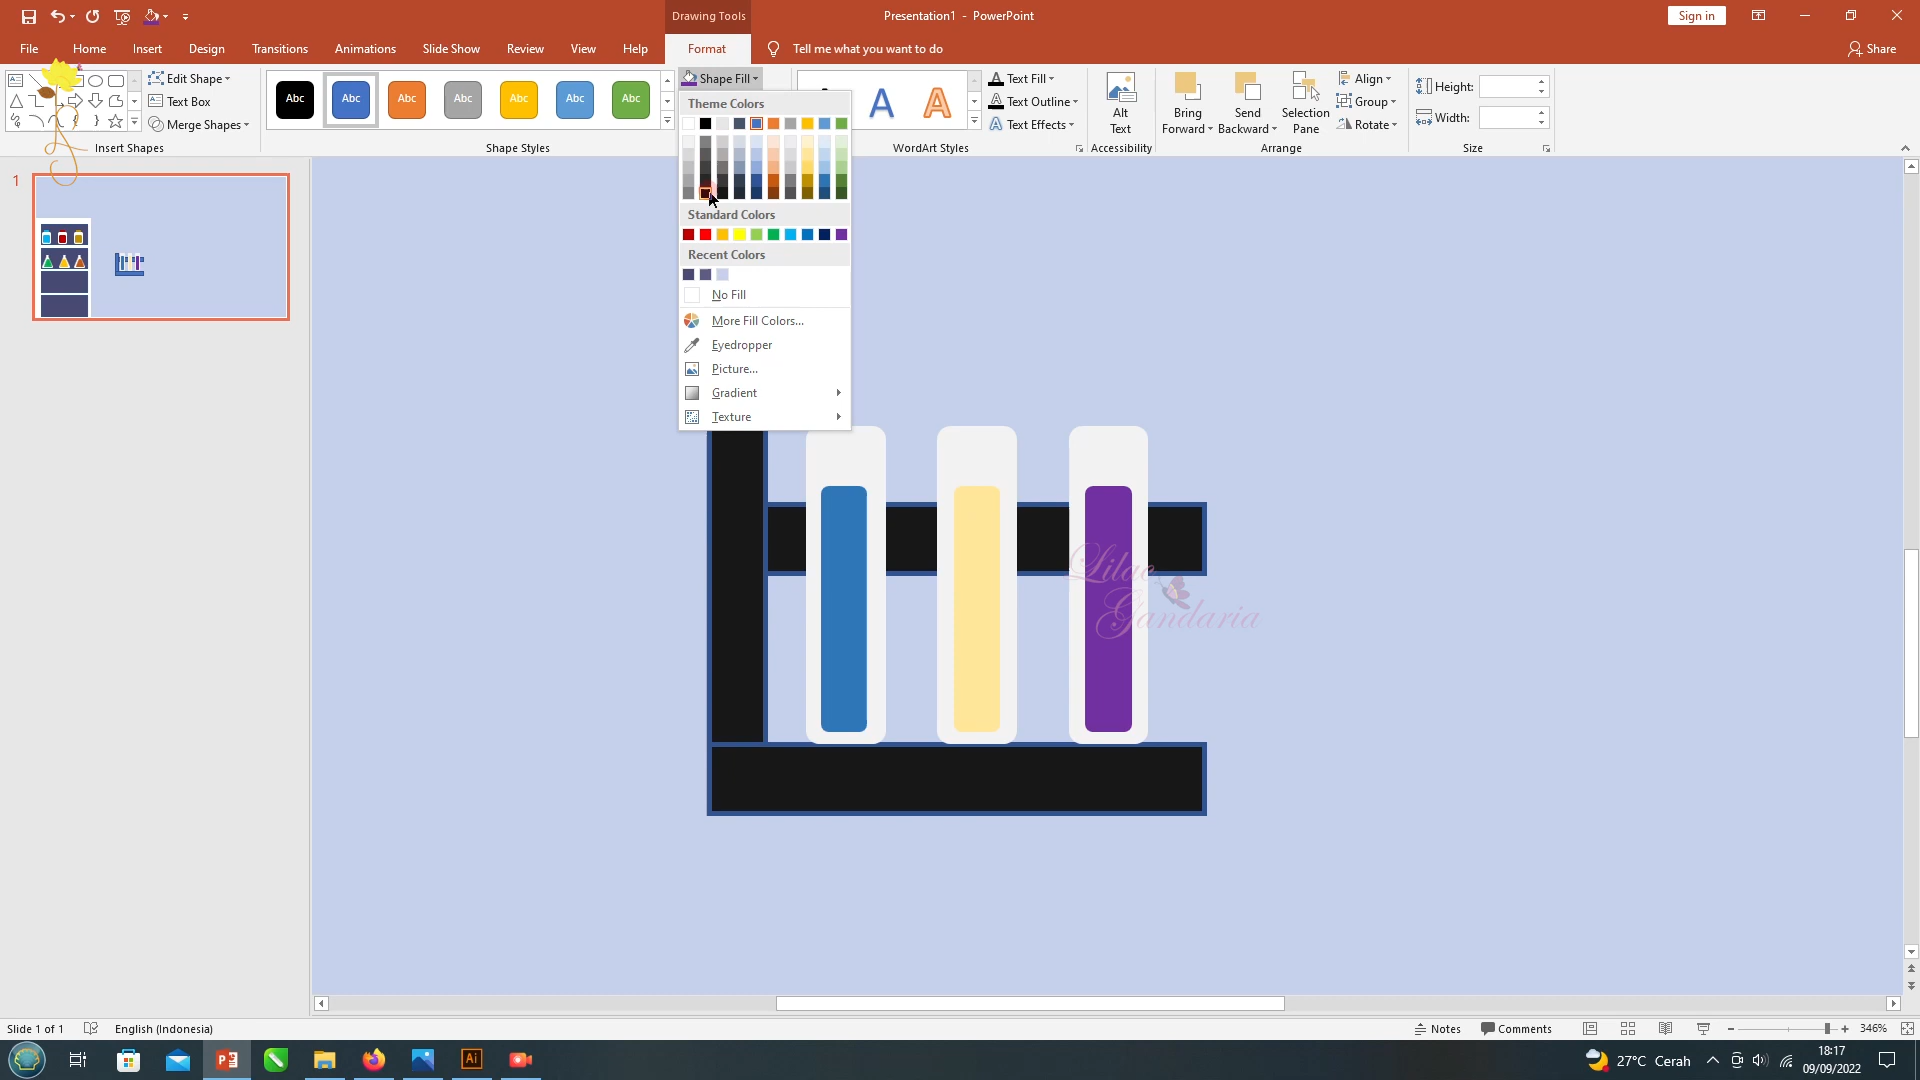 Drawing Tools
Presentation1 - PowerPoint
Sign in
File Home Insert Design Transitions Animations Slide Show Review View Help Format Tell me what you want to do
Share
Edit Shape
Text Box
Merge Shapes
Insert Shapes
Abc Abc Abc Abc Abc Abc Abc
Shape Styles
Shape Fill
Theme Colors
Standard Colors
Recent Colors
No Fill
More Fill Colors...
Eyedropper
Picture...
Gradient
Texture
A A
WordArt Styles
Text Fill
Text Outline
Text Effects
Alt
Text
Accessibility
Bring
Forward
Send
Backward
Selection
Pane
Align
Group
Rotate
Arrange
Height:
Width:
Size
1
Lilac
Gandaria
Slide 1 of 1
English (Indonesia)
Notes
Comments
346%
27°C Cerah
18:17
09/09/2022
Ai